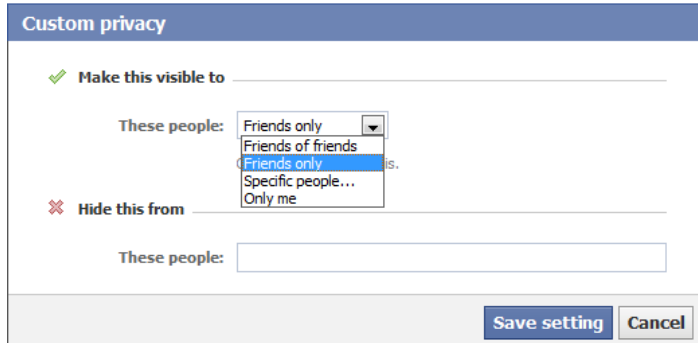 Custom privacy
Make this visible to
These people: Friends only
Friends of friends
Friends only
is.
Specific people...
Only me
Hide this from
These people:
Save setting Cancel